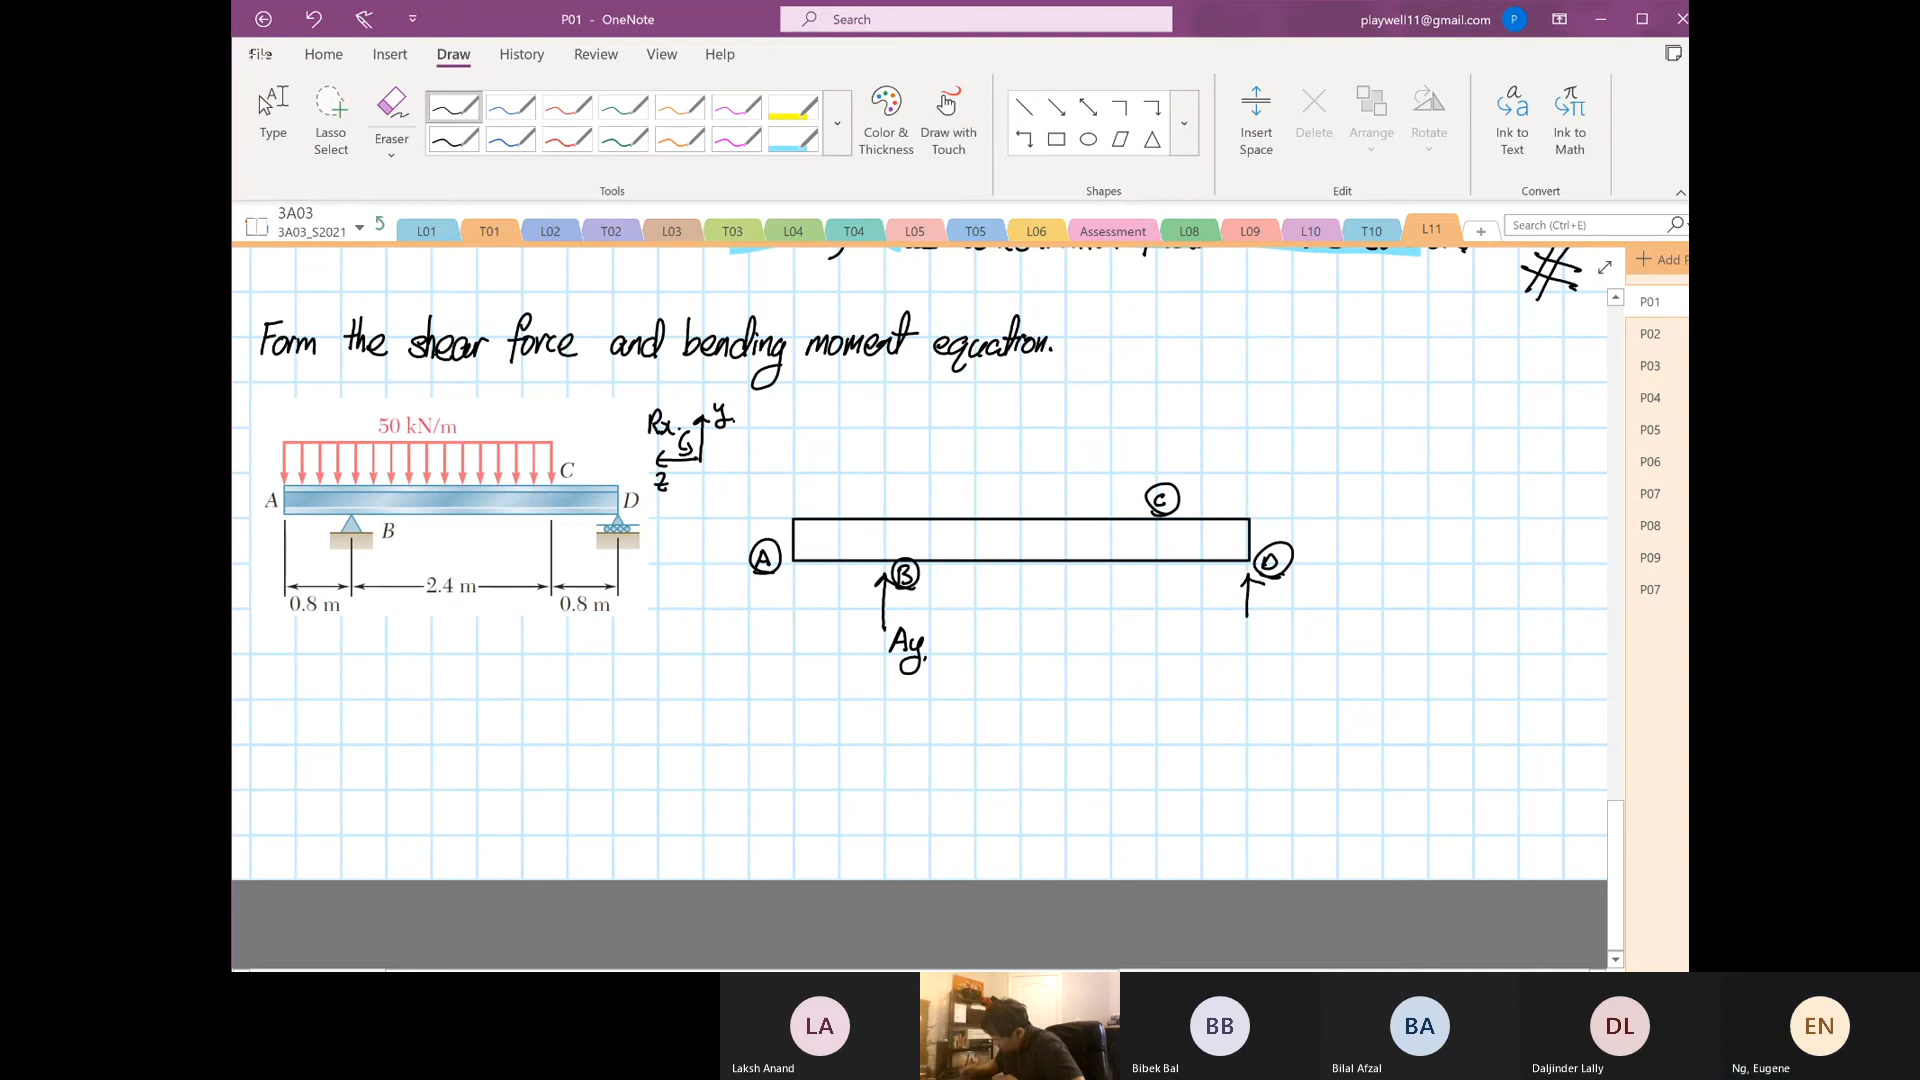 P01 - OneNote
Search
playwell11@gmail.com
P
File Home Insert Draw History Review View Help
Type
Lasso Select
Eraser
Color & Thickness
Draw with Touch
Insert Space
Delete
Arrange
Rotate
Ink to Text
Ink to Math
Tools
Shapes
Edit
Convert
3A03
3A03_S2021
L01 T01 L02 T02 L03 T03 L04 T04 L05 T05 L06 Assessment L08 L09 L10 T10 L11
Search (Ctrl+E)
Add P
P01
P02
P03
P04
P05
P06
P07
P08
P09
P07
Form the shear force and bending moment equation.
50 kN/m
A
B
C
D
0.8 m
2.4 m
0.8 m
Rx.
y
z
A
B
C
D
Ay.
LA
Laksh Anand
BB
Bibek Bal
BA
Bilal Afzal
DL
Daljinder Lally
EN
Ng, Eugene